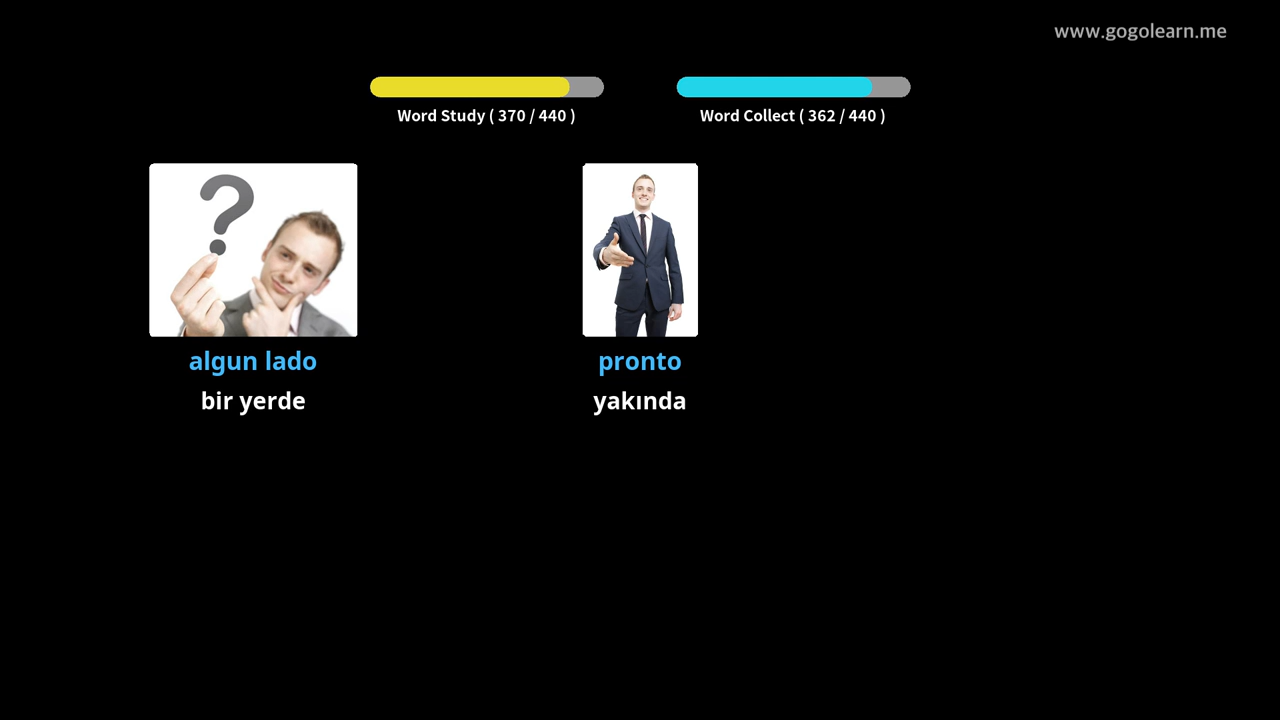 www.gogolearn.me
Word Study ( 370 / 440 )
Word Collect ( 362 / 440 )
?
algun lado
pronto
bir yerde
yakında